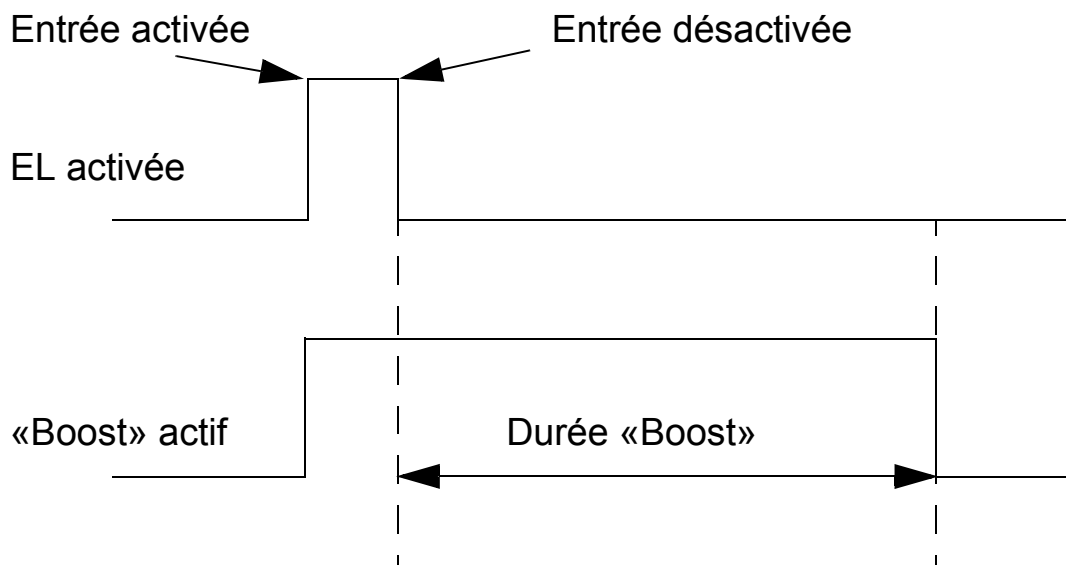 Entrée activée
Entrée désactivée
EL activée
«Boost» actif
Durée «Boost»